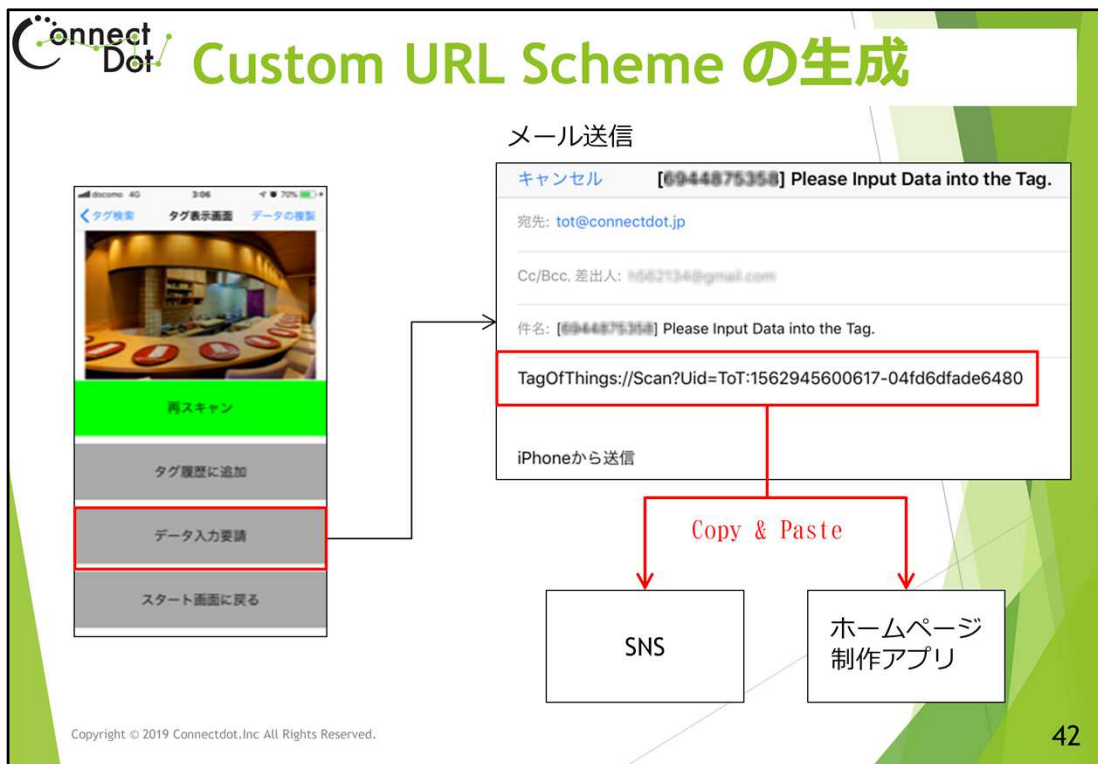 Connect Dot
Custom URL Scheme の生成
docomo 4G 3:06 70%
タグ検索 タグ表示画面 データの複製
再スキャン
タグ履歴に追加
データ入力要請
スタート画面に戻る
メール送信
キャンセル [6944875358] Please Input Data into the Tag.
宛先: tot@connectdot.jp
Cc/Bcc, 差出人:
件名: [6944875358] Please Input Data into the Tag.
TagOfThings://Scan?Uid=ToT:1562945600617-04fd6dfade6480
iPhoneから送信
Copy & Paste
SNS
ホームページ
制作アプリ
Copyright © 2019 Connectdot.Inc All Rights Reserved.
42